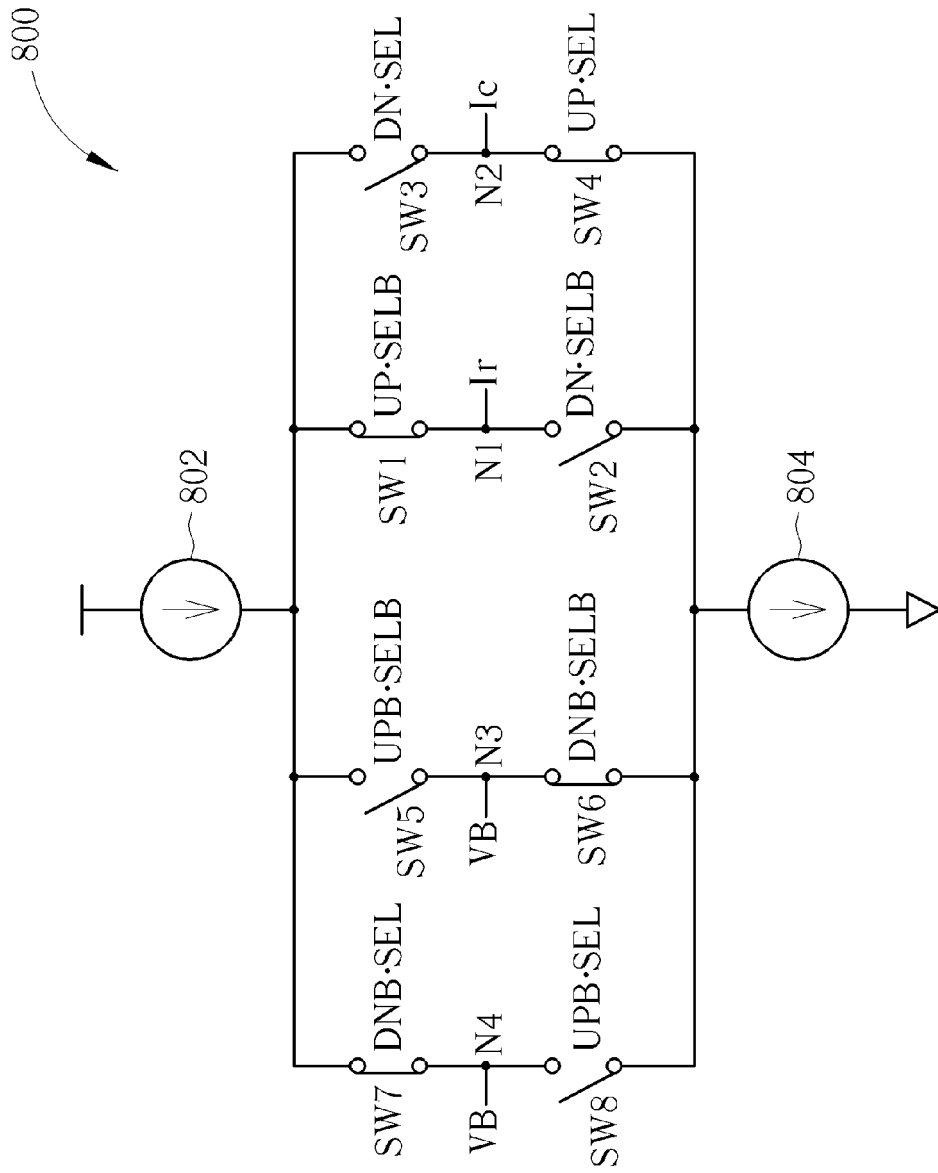 800
802
DNB·SEL
UPB·SELB
UP·SELB
DN·SEL
SW7
SW5
SW1
SW3
VB
N4
VB
N3
N1
Ir
N2
Ic
UPB·SEL
DNB·SELB
DN·SELB
UP·SEL
SW8
SW6
SW2
SW4
804